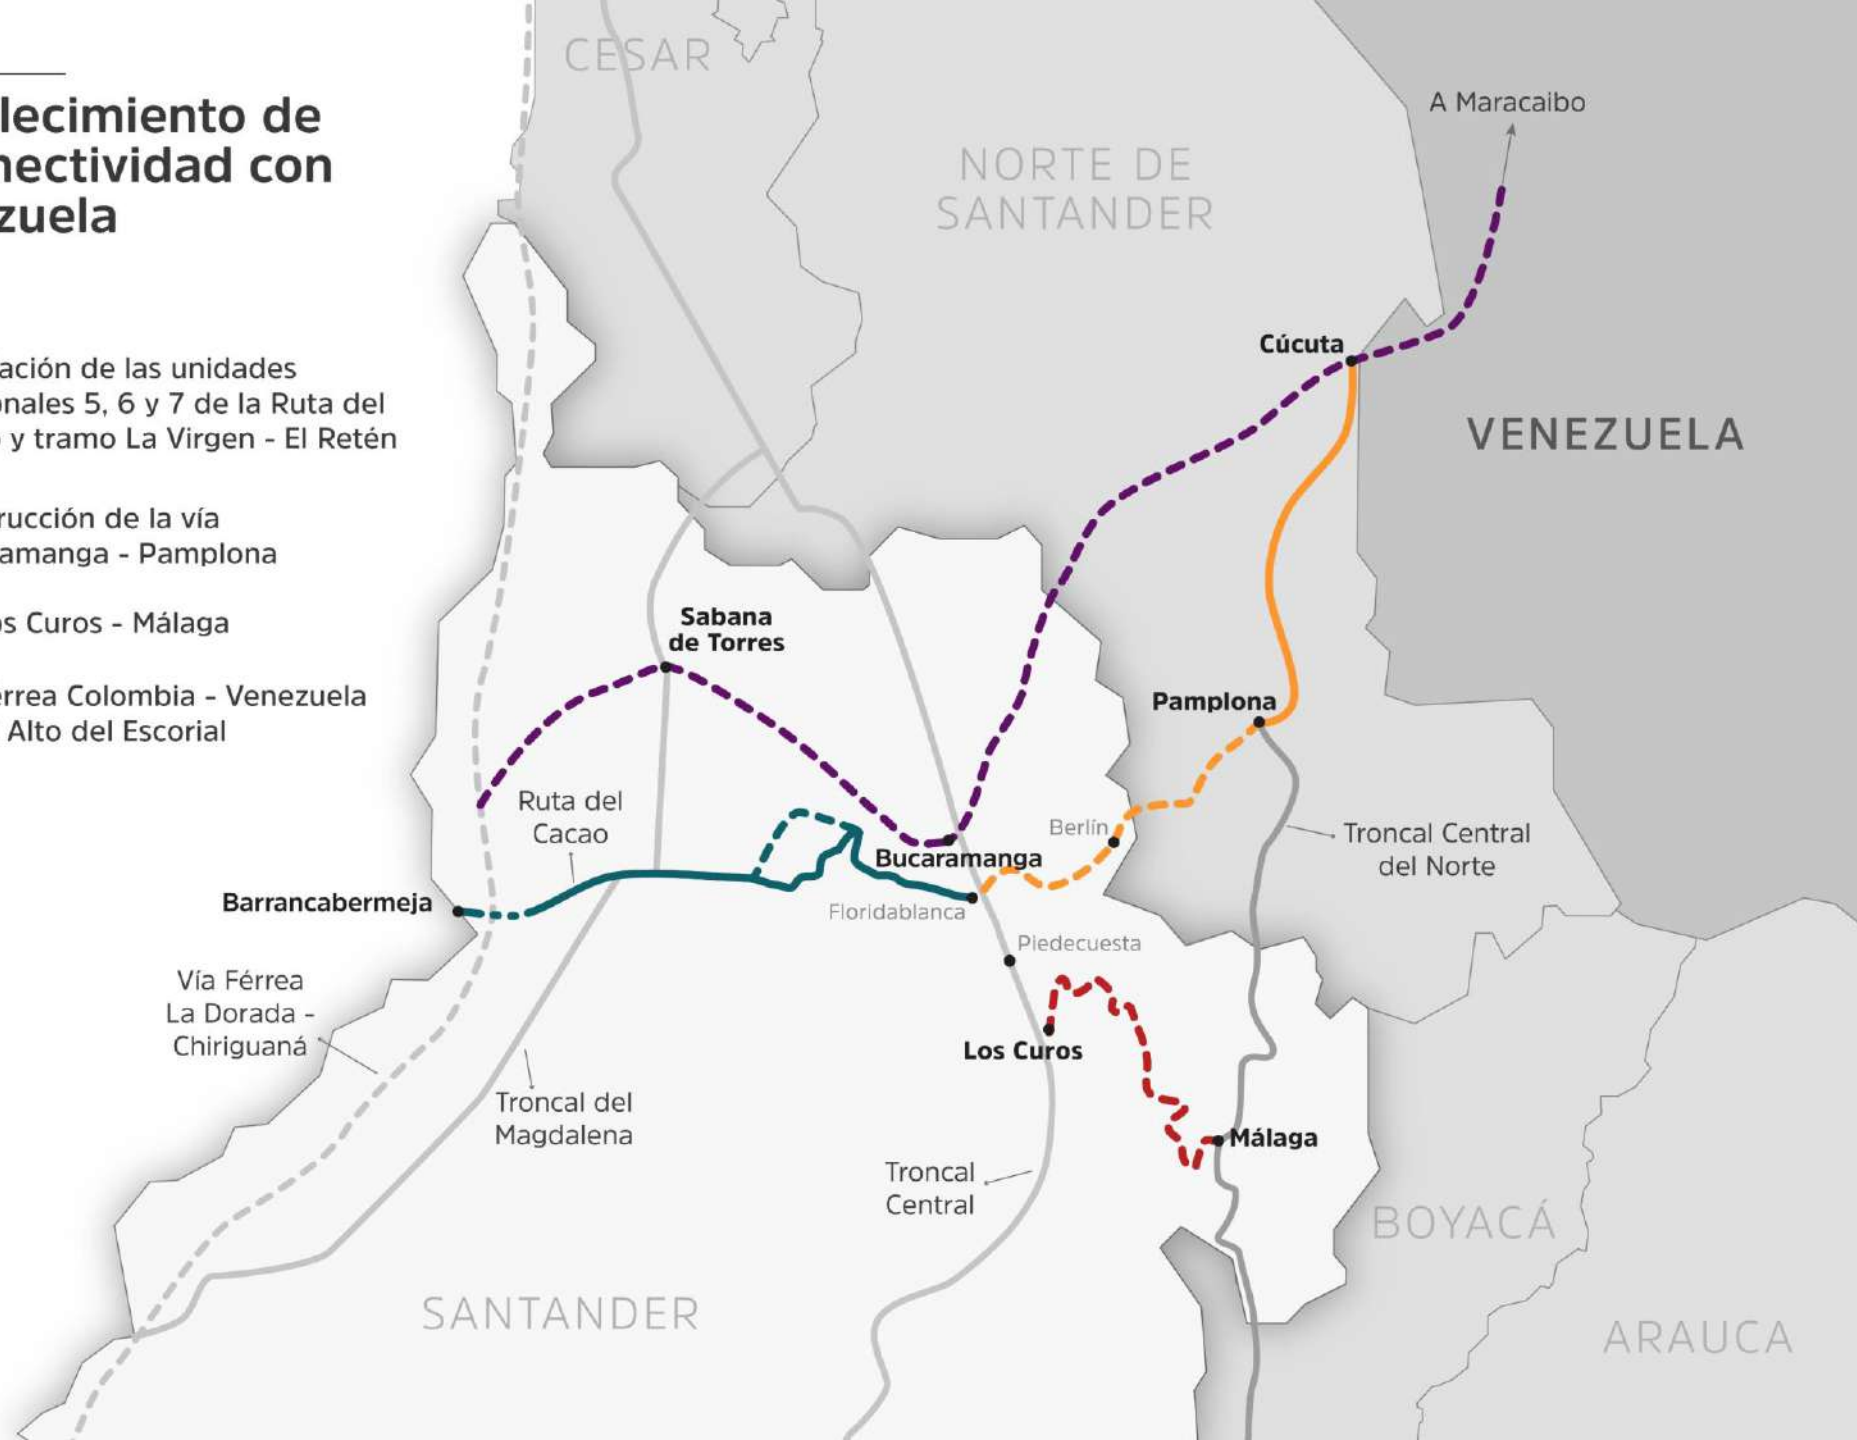 lecimiento de
nectividad con
zuela
ación de las unidades
nales 5, 6 y 7 de la Ruta del
y tramo La Virgen - El Retén
rucción de la vía
amanga - Pamplona
s Curos - Málaga
érrea Colombia - Venezuela
Alto del Escorial
CESAR
NORTE DE
SANTANDER
A Maracaibo
Cúcuta
VENEZUELA
Sabana
de Torres
Pamplona
Ruta del
Cacao
Berlín
Troncal Central
del Norte
Bucaramanga
Barrancabermeja
Floridablanca
Piedecuesta
Vía Férrea
La Dorada -
Chiriguaná
Los Curos
Troncal del
Magdalena
Málaga
Troncal
Central
BOYACÁ
SANTANDER
ARAUCA